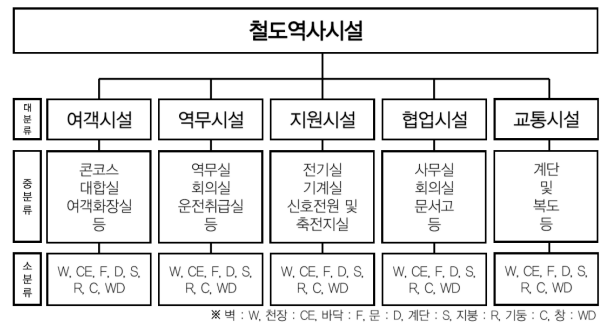 철도역사시설
대분류
여객시설
역무시설
지원시설
협업시설
교통시설
중분류
콘코스
대합실
여객화장실
등
역무실
회의실
운전취급실
등
전기실
기계실
신호전원 및
축전지실
사무실
회의실
문서고
등
계단
및
복도
등
소분류
W, CE, F, D, S,
R, C, WD
W, CE, F, D, S,
R, C, WD
W, CE, F, D, S,
R, C, WD
W, CE, F, D, S,
R, C, WD
W, CE, F, D, S,
R, C, WD
※ 벽 : W, 천장 : CE, 바닥 : F, 문 : D, 계단 : S, 지붕 : R, 기둥 : C, 창 : WD